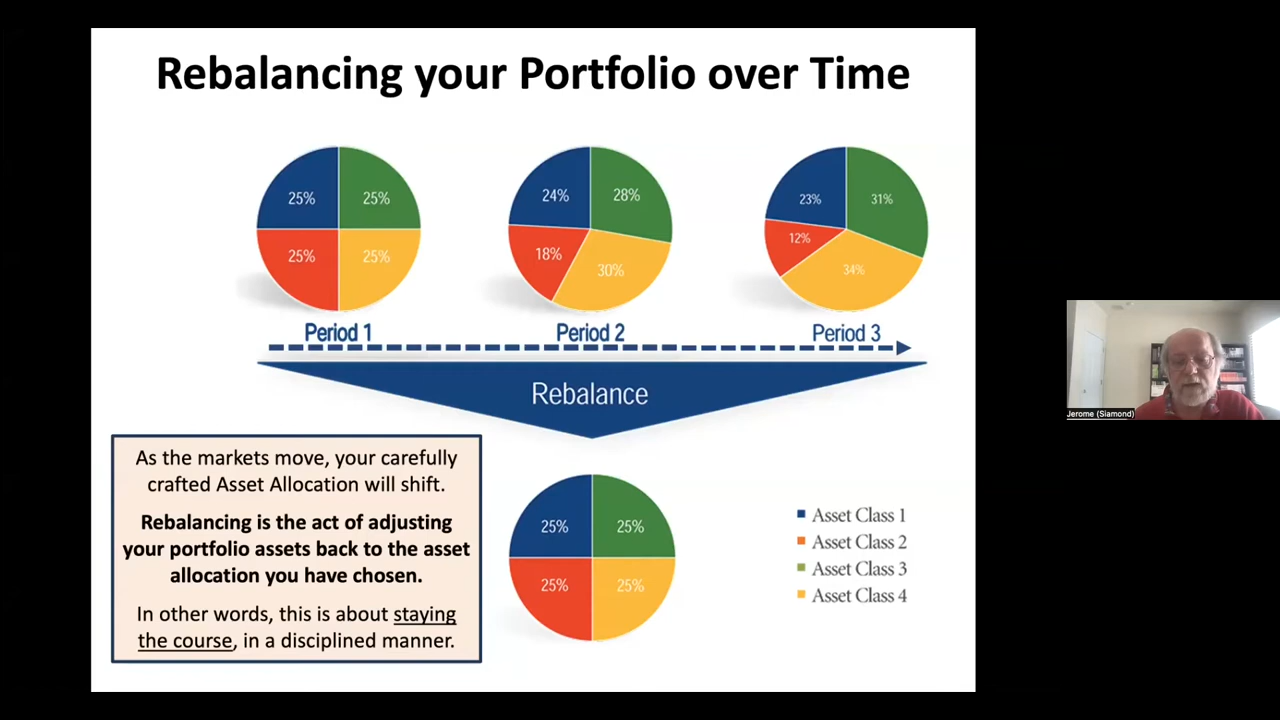 Rebalancing your Portfolio over Time
25%
25%
25%
25%
24%
28%
18%
30%
23%
31%
12%
34%
Period 1
Period 2
Period 3
Rebalance
As the markets move, your carefully
crafted Asset Allocation will shift.
Rebalancing is the act of adjusting
your portfolio assets back to the asset
allocation you have chosen.
In other words, this is about staying
the course, in a disciplined manner.
25%
25%
25%
25%
Asset Class 1
Asset Class 2
Asset Class 3
Asset Class 4
Jerome (Siamond)